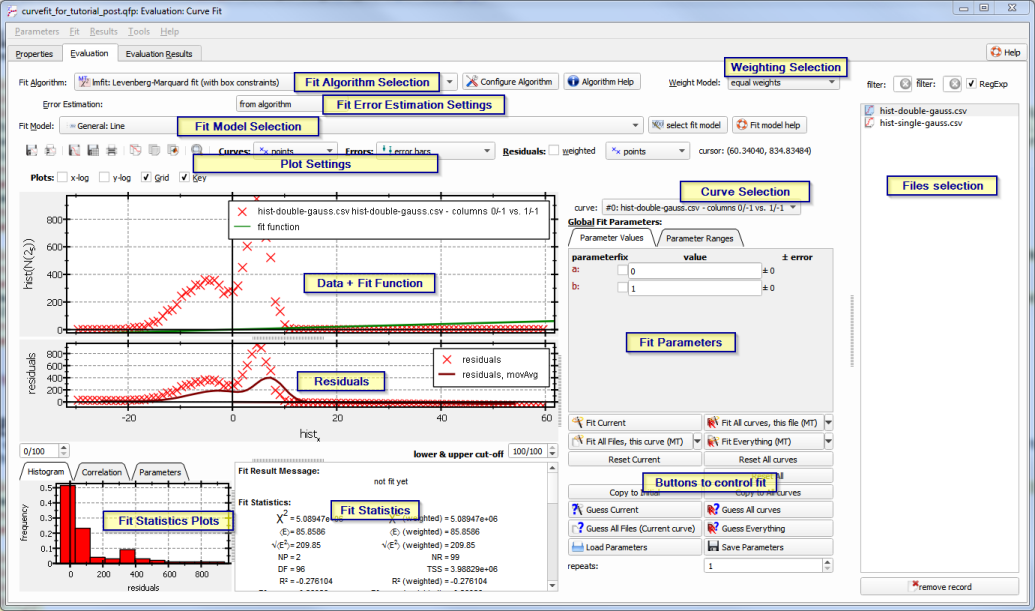 curvefit_for_tutorial_post.qfp: Evaluation: Curve Fit
Parameters Fit Results Tools Help
Properties Evaluation Evaluation Results Help
Fit Algorithm: lmfit: Levenberg-Marquard fit (with box constraints) Fit Algorithm Selection Configure Algorithm Algorithm Help Weight Model: equal weights Weighting Selection
filter: filter: RegExp
Error Estimation: from algorithm Fit Error Estimation Settings
Fit Model: General: Line Fit Model Selection select fit model Fit model help
Curves: points Errors: error bars Residuals: weighted points cursor: (60.34040, 834.83484)
Plot Settings
Plots: x-log y-log Grid Key
hist-double-gauss.csv
hist-single-gauss.csv
Files selection
Curve Selection
curve: #0: hist-double-gauss.csv - columns 0/-1 vs. 1/-1
Global Fit Parameters:
Parameter Values Parameter Ranges
parameter fix value ± error
a: 0 ± 0
b: 1 ± 0
Fit Parameters
800
600
400
200
0
hist(N(2s))
hist-double-gauss.csv hist-double-gauss.csv - columns 0/-1 vs. 1/-1
fit function
Data + Fit Function
800
600
400
200
0
residuals
residuals
residuals, movAvg
Residuals
-20 0 20 40 60
histx
0/100 lower & upper cut-off 100/100
Histogram Correlation Parameters
0.5
0.4
0.3
0.2
0.1
0
frequency
Fit Statistics Plots
0 200 400 600 800
residuals
Fit Result Message:
not fit yet
Fit Statistics:
Fit Statistics
χ2 = 5.08947e+06 χ2 (weighted) = 5.08947e+06
⟨E⟩= 85.8586 ⟨E⟩ (weighted) = 85.8586
√⟨E2⟩= 209.85 √⟨E2⟩ (weighted) = 209.85
NP = 2 NR = 99
DF = 96 TSS = 3.98829e+06
R2 = -0.276104 R2 (weighted) = -0.276104
Fit Current Fit All curves, this file (MT)
Fit All Files, this curve (MT) Fit Everything (MT)
Reset Current Reset All curves
Buttons to control fit
Copy to Initial Copy to All curves
Guess Current Guess All curves
Guess All Files (Current curve) Guess Everything
Load Parameters Save Parameters
repeats: 1
remove record